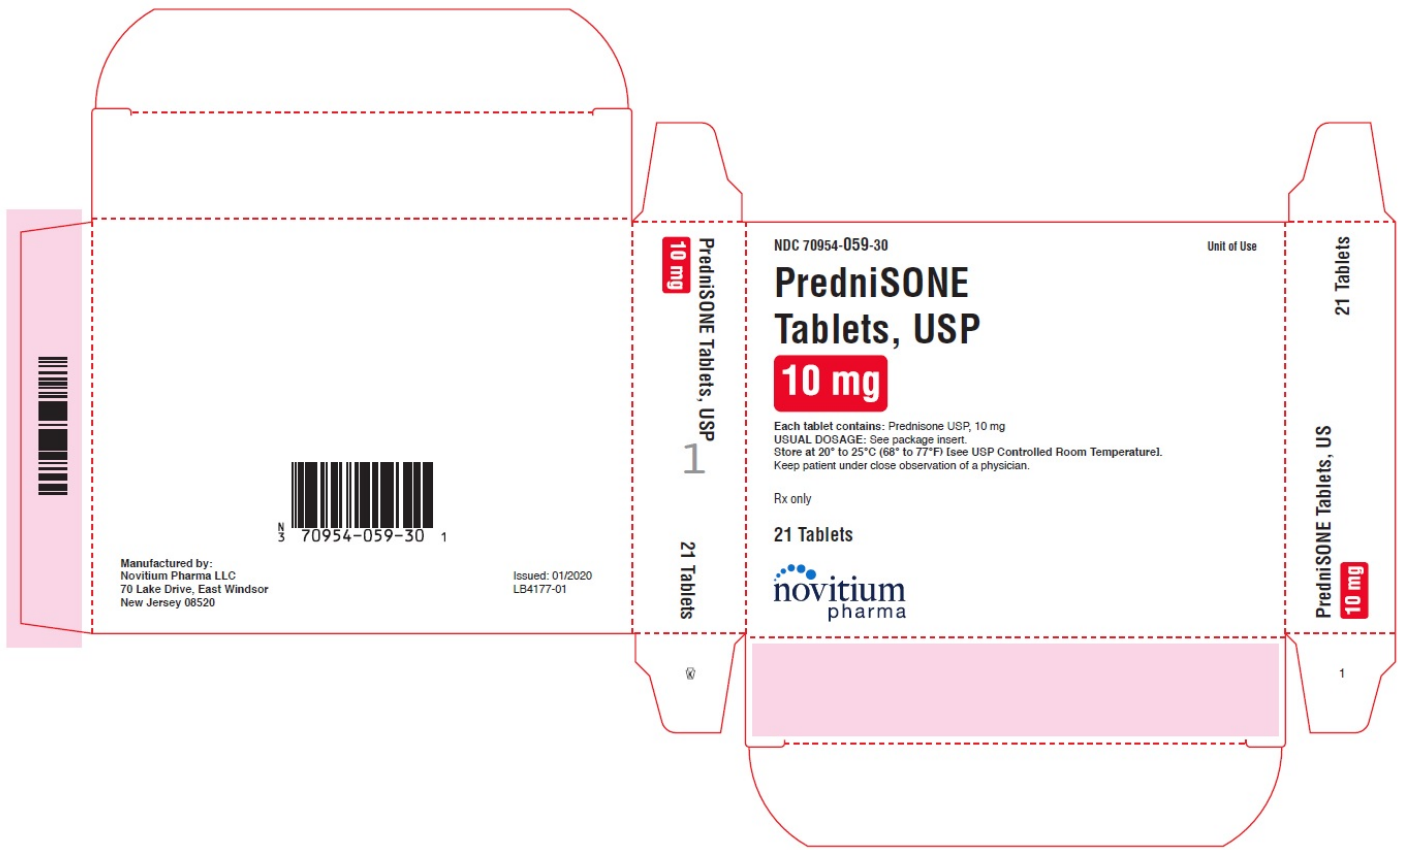 N
3
70954-059-30
1
Manufactured by:
Novitium Pharma LLC
70 Lake Drive, East Windsor
New Jersey 08520
Issued: 01/2020
LB4177-01
10 mg
PredniSONE Tablets, USP
1
21 Tablets
NDC 70954-059-30
Unit of Use
PredniSONE
Tablets, USP
10 mg
Each tablet contains: Prednisone USP, 10 mg
USUAL DOSAGE: See package insert.
Store at 20° to 25°C (68° to 77°F) [see USP Controlled Room Temperature].
Keep patient under close observation of a physician.
Rx only
21 Tablets
novitium
pharma
21 Tablets
PredniSONE Tablets, US
10 mg
1